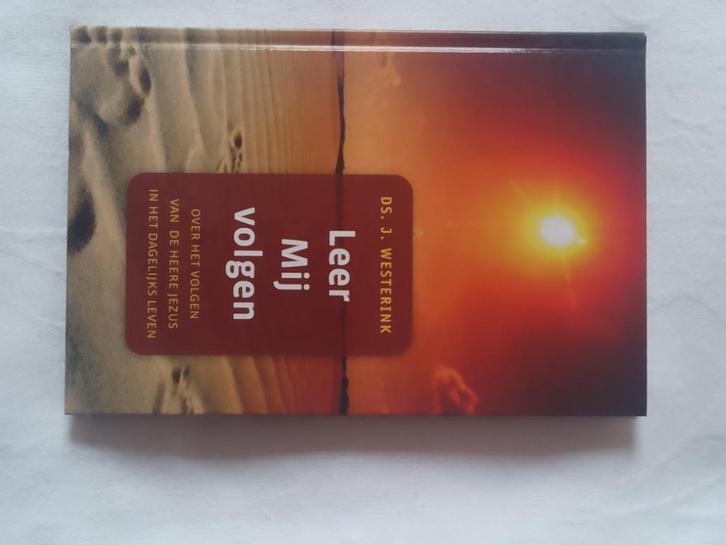 DS. J. WESTERINK
Leer
Mij
volgen
OVER HET VOLGEN
VAN DE HEERE JEZUS
IN HET DAGELIJKS LEVEN